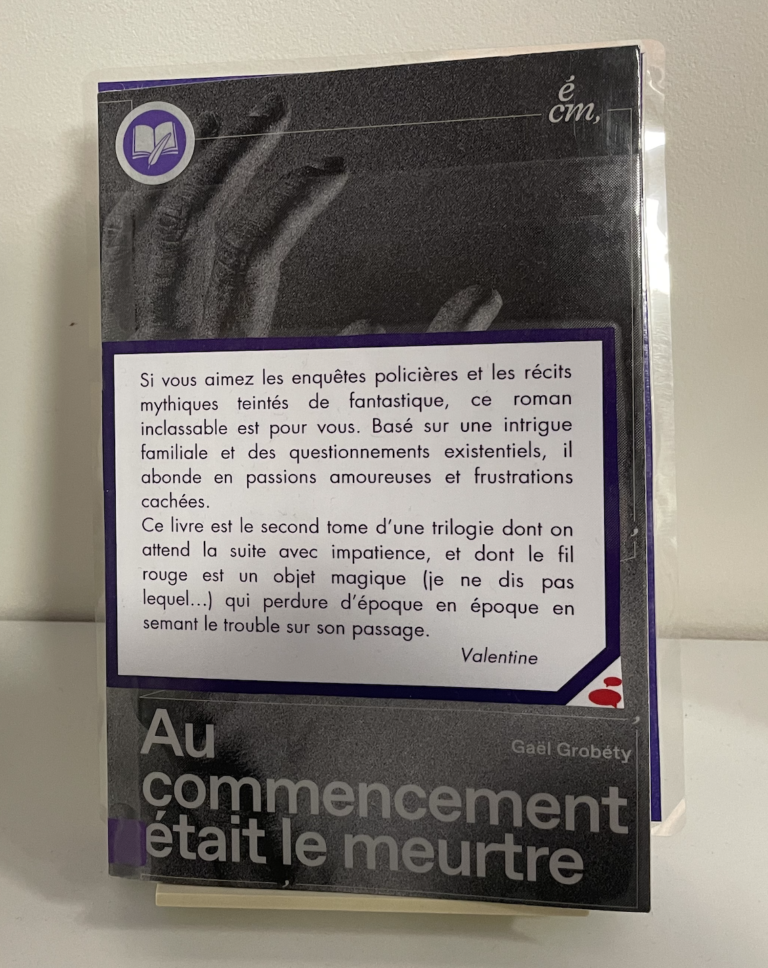 é
cm,
Si vous aimez les enquêtes policières et les récits
mythiques teintés de fantastique, ce roman
inclassable est pour vous. Basé sur une intrigue
familiale et des questionnements existentiels, il
abonde en passions amoureuses et frustrations
cachées.
Ce livre est le second tome d'une trilogie dont on
attend la suite avec impatience, et dont le fil
rouge est un objet magique (je ne dis pas
lequel...) qui perdure d'époque en époque en
semant le trouble sur son passage.
Valentine
Gaël Grobéty
Au
commencement
était le meurtre